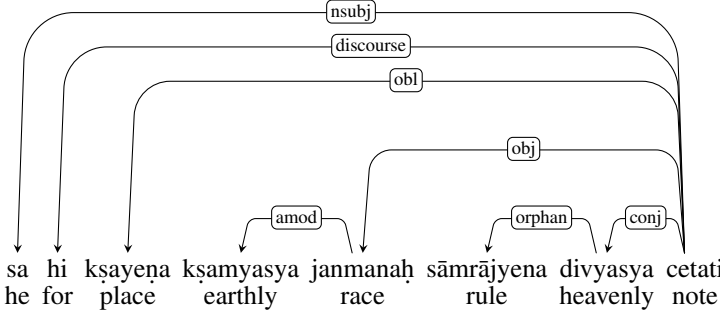 nsubj
discourse
obl
obj
amod orphan conj
sa hi kṣayeṇa kṣamyasya janmanaḥ sāmrājyena divyasya cetati
he for place earthly race rule heavenly note